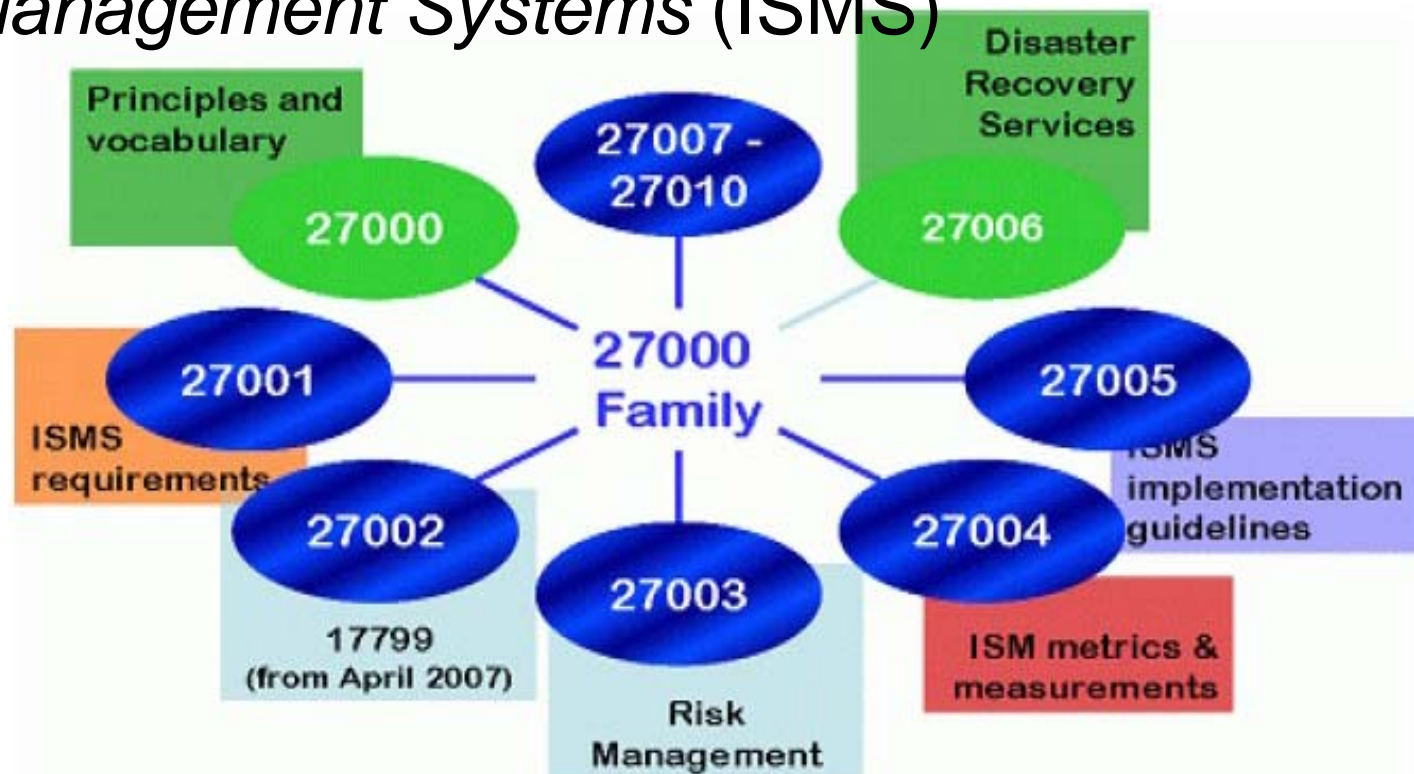 Management Systems (ISMS)
Disaster
Recovery
Services
Principles and
vocabulary
27007 -
27010
27000
27006
27000
Family
27001
27005
ISMS
requirements
ISMS
implementation
guidelines
27002
27004
17799
(from April 2007)
27003
ISM metrics &
measurements
Risk
Management